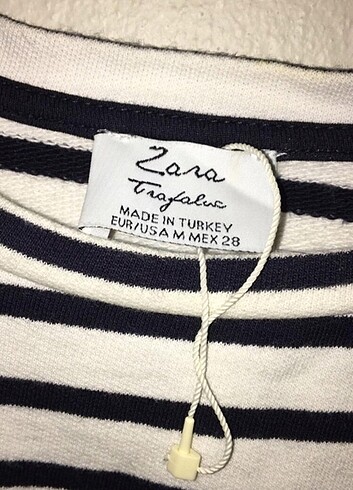 Zara
Trafaluc
MADE IN TURKEY
EUR/USA M MEX 28